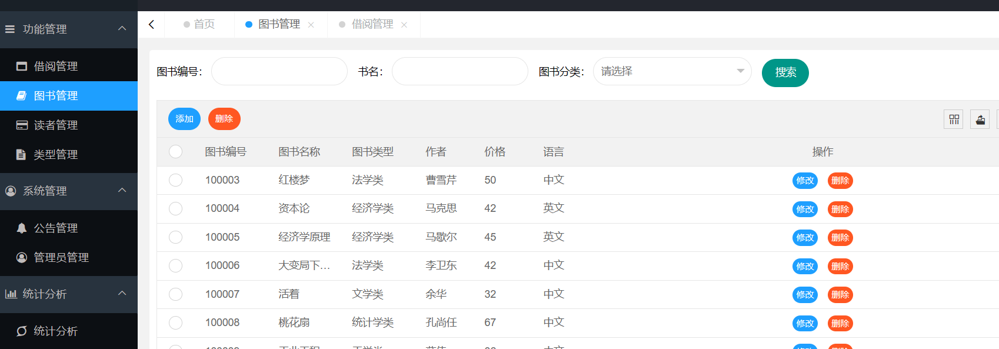 功能管理
借阅管理
图书管理
读者管理
类型管理
系统管理
公告管理
管理员管理
统计分析
统计分析
首页 图书管理 借阅管理
图书编号： 书名： 图书分类： 请选择 搜索
添加 删除
图书编号 图书名称 图书类型 作者 价格 语言 操作
100003 红楼梦 法学类 曹雪芹 50 中文 修改 删除
100004 资本论 经济学类 马克思 42 英文 修改 删除
100005 经济学原理 经济学类 马歇尔 45 英文 修改 删除
100006 大变局下... 法学类 李卫东 42 中文 修改 删除
100007 活着 文学类 余华 32 中文 修改 删除
100008 桃花扇 统计学类 孔尚任 67 中文 修改 删除